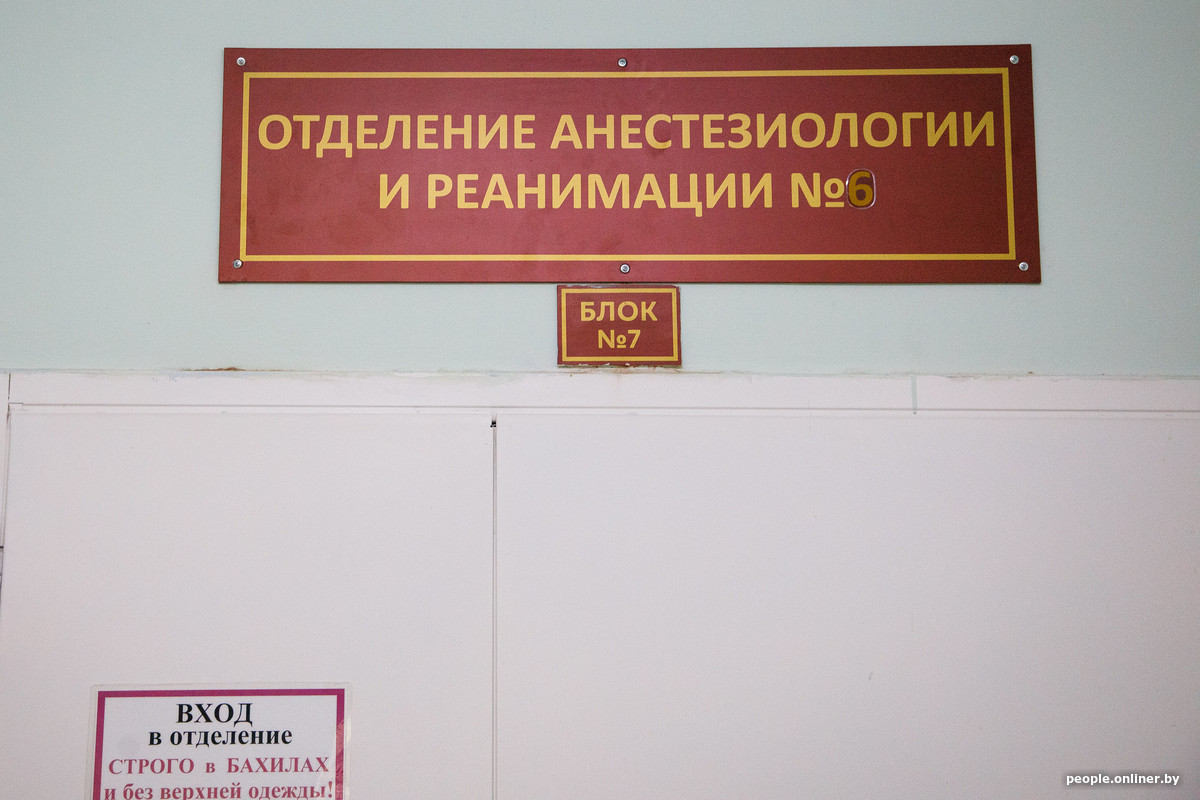 ОТДЕЛЕНИЕ АНЕСТЕЗИОЛОГИИ
И РЕАНИМАЦИИ №6
БЛОК
№7
ВХОД
в отделение
СТРОГО в БАХИЛАХ
и без верхней одежды!
people.onliner.by